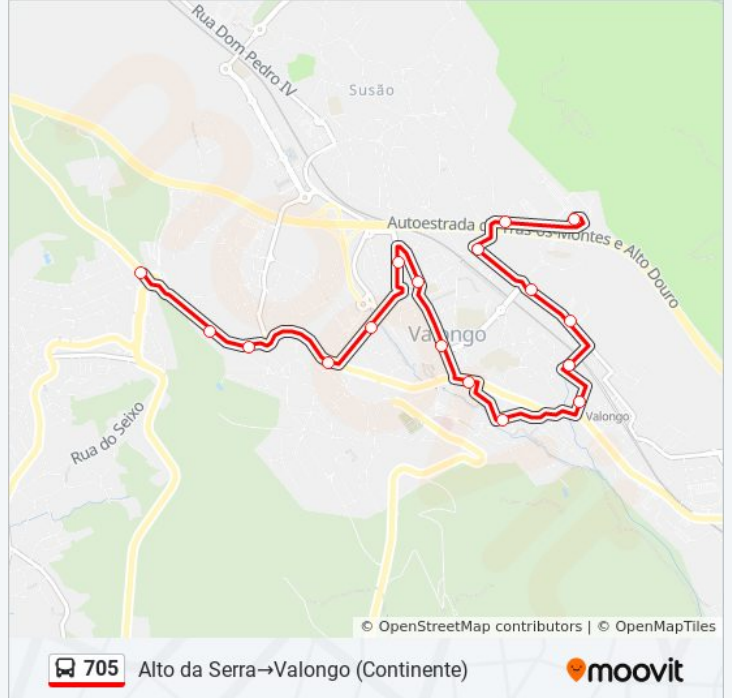 Rua Dom Pedro IV
Susão
Autoestrada de Trás-os-Montes e Alto Douro
Valongo
Valongo
Rua do Seixo
© OpenStreetMap contributors | © OpenMapTiles
705 Alto da Serra→Valongo (Continente)
moovit